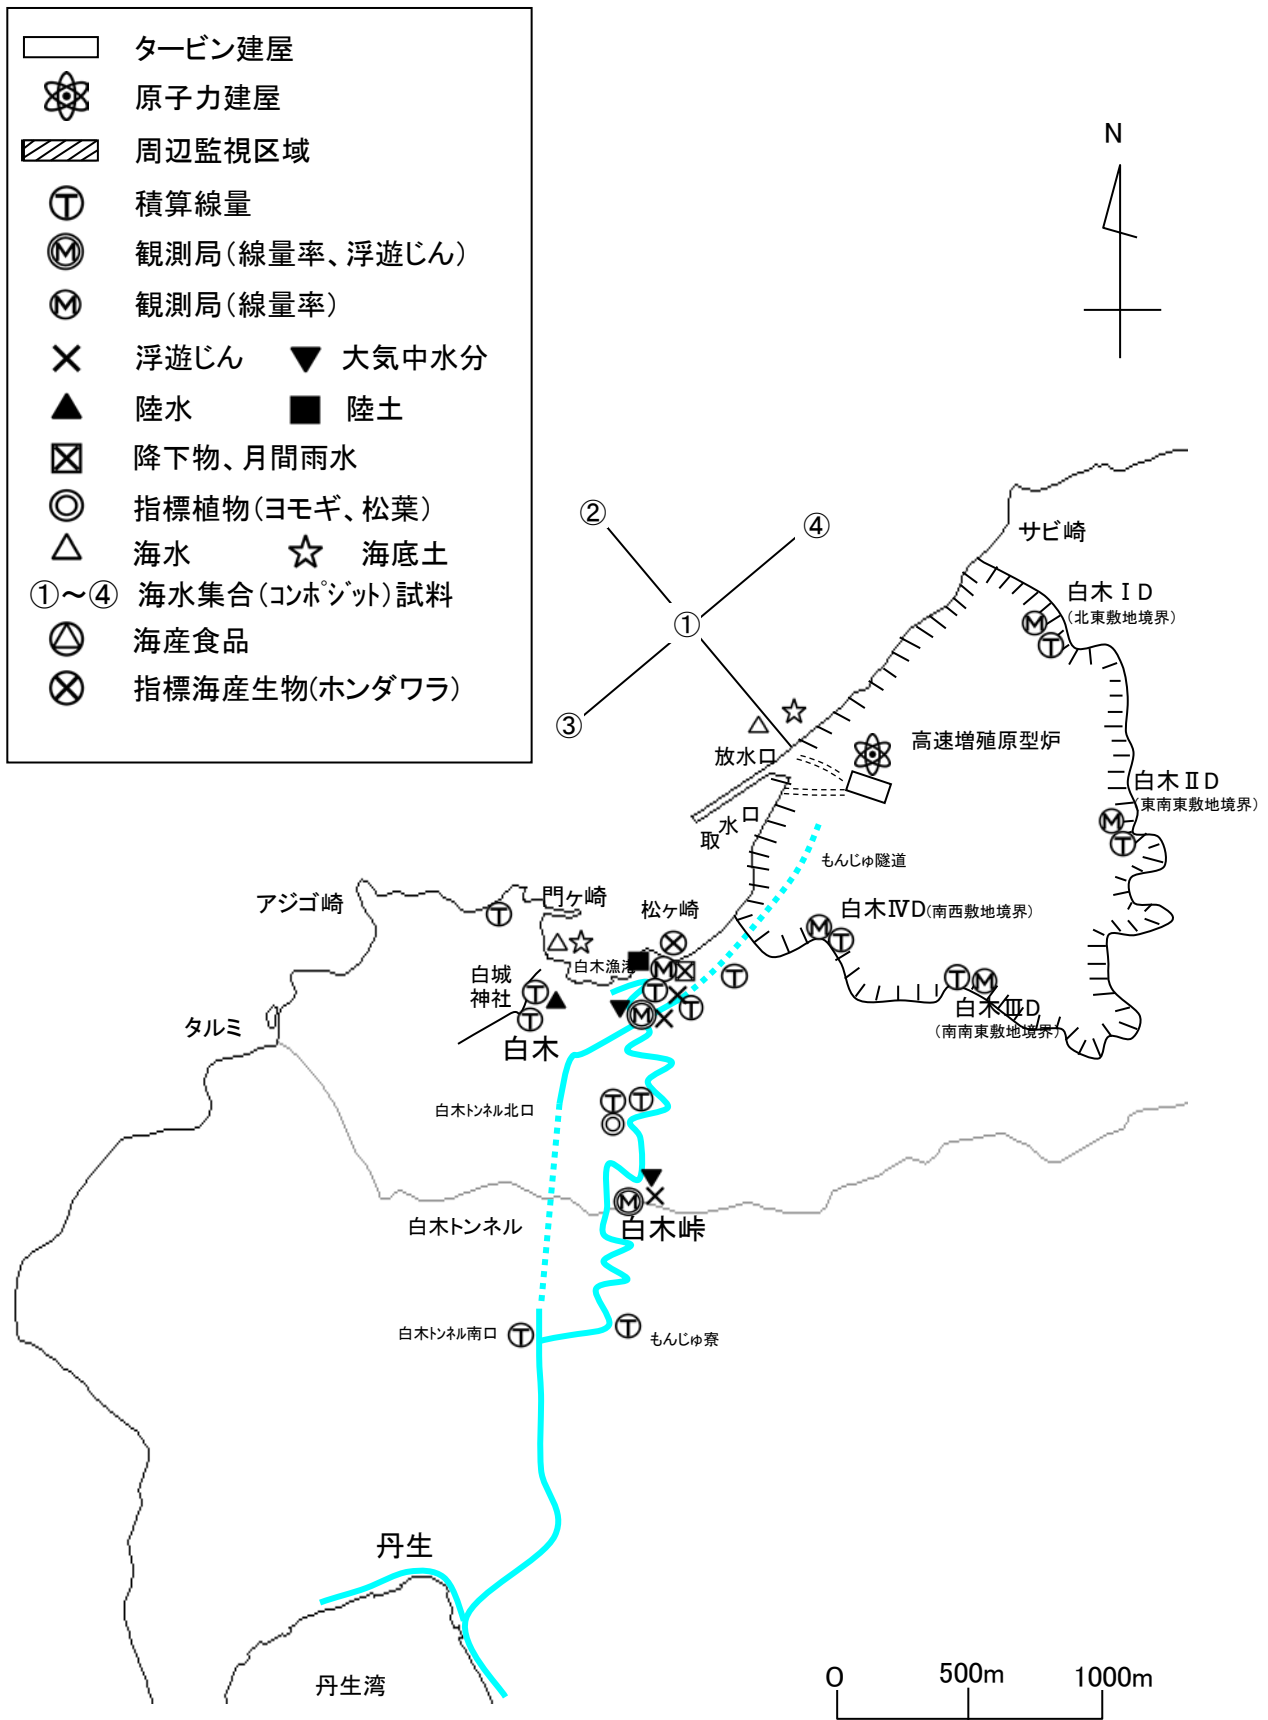 タービン建屋
原子力建屋
周辺監視区域
Ⓣ 積算線量
Ⓜ 観測局(線量率、浮遊じん)
Ⓜ 観測局(線量率)
浮遊じん 大気中水分
陸水 陸土
降下物、月間雨水
指標植物(ヨモギ、松葉)
海水 海底土
①～④ 海水集合(ｺﾝﾎﾟｼﾞｯﾄ)試料
海産食品
指標海産生物(ホンダワラ)
N
②
④
①
③
サビ崎
白木ⅠD
(北東敷地境界)
高速増殖原型炉
放水口
取水口
白木ⅡD
(東南東敷地境界)
もんじゅ隧道
白木ⅣD(南西敷地境界)
アジゴ崎
門ヶ崎
松ヶ崎
白木漁港
白城
神社
白木ⅢD
(南南東敷地境界)
タルミ
白木
白木ﾄﾝﾈﾙ北口
白木トンネル
白木峠
白木ﾄﾝﾈﾙ南口
もんじゅ寮
丹生
丹生湾
0 500m 1000m